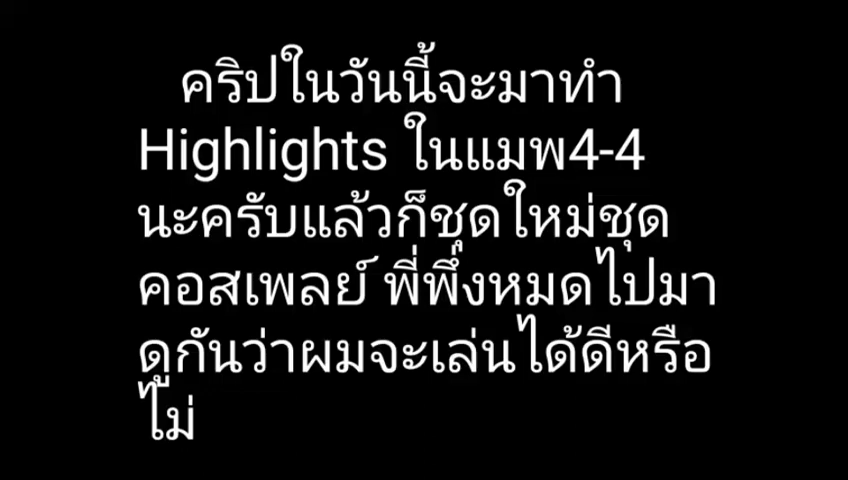 คริปในวันนี้จะมาทำ
Highlights ในแมพ4-4
นะครับแล้วก็ชุดใหม่ชุด
คอสเพลย์ พี่พึ่งหมดไปมา
ดูกันว่าผมจะเล่นได้ดีหรือ
ไม่